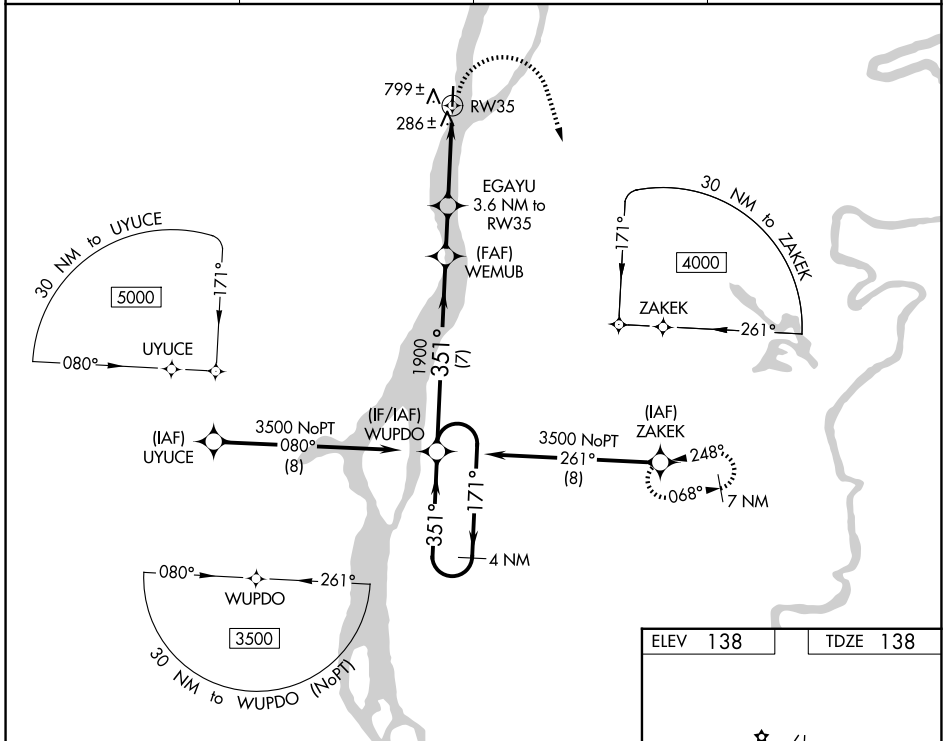 799 ±
286 ±
RW35
EGAYU
3.6 NM to
RW35
(FAF)
WEMUB
30 NM to UYUCE
5000
171°
080°
UYUCE
30 NM to ZAKEK
171°
4000
ZAKEK
261°
1900
351°
(7)
(IF/IAF)
WUPDO
(IAF)
UYUCE
3500 NoPT
080°
(8)
3500 NoPT
261°
(8)
(IAF)
ZAKEK
248°
068°
7 NM
351°
171°
4 NM
080°
261°
WUPDO
3500
30 NM to WUPDO (NoPT)
ELEV 138
TDZE 138